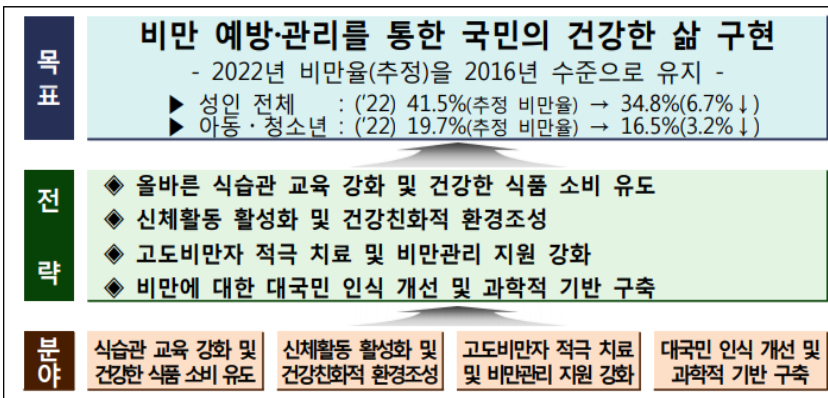 목표
비만 예방·관리를 통한 국민의 건강한 삶 구현
- 2022년 비만율(추정)을 2016년 수준으로 유지 -
▶ 성인 전체 : ('22) 41.5%(추정 비만율) → 34.8%(6.7%↓)
▶ 아동·청소년 : ('22) 19.7%(추정 비만율) → 16.5%(3.2%↓)
전략
◈ 올바른 식습관 교육 강화 및 건강한 식품 소비 유도
◈ 신체활동 활성화 및 건강친화적 환경조성
◈ 고도비만자 적극 치료 및 비만관리 지원 강화
◈ 비만에 대한 대국민 인식 개선 및 과학적 기반 구축
분야
식습관 교육 강화 및
건강한 식품 소비 유도
신체활동 활성화 및
건강친화적 환경조성
고도비만자 적극 치료
및 비만관리 지원 강화
대국민 인식 개선 및
과학적 기반 구축